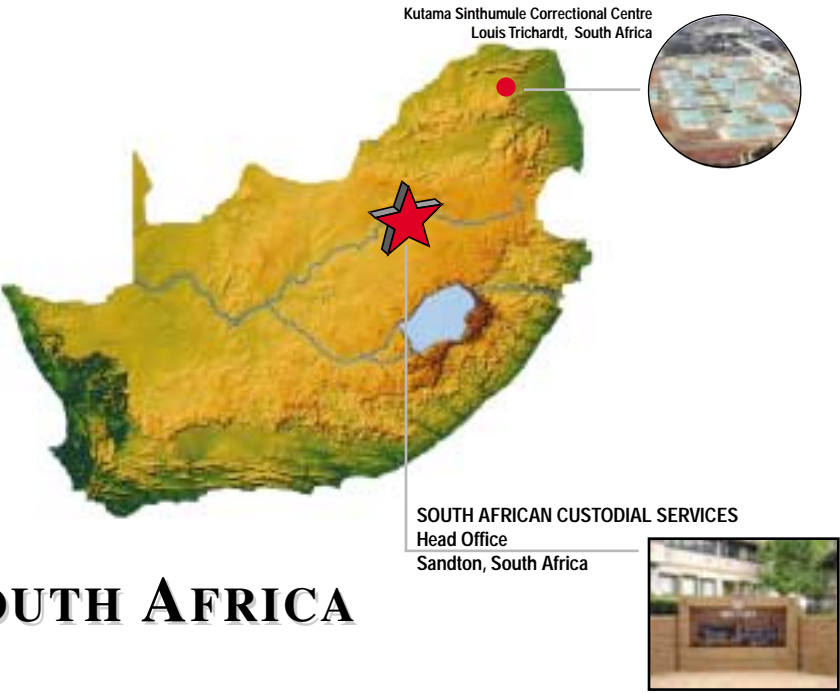 Kutama Sinthumule Correctional Centre
Louis Trichardt, South Africa
SOUTH AFRICAN CUSTODIAL SERVICES
Head Office
Sandton, South Africa
OUTH AFRICA